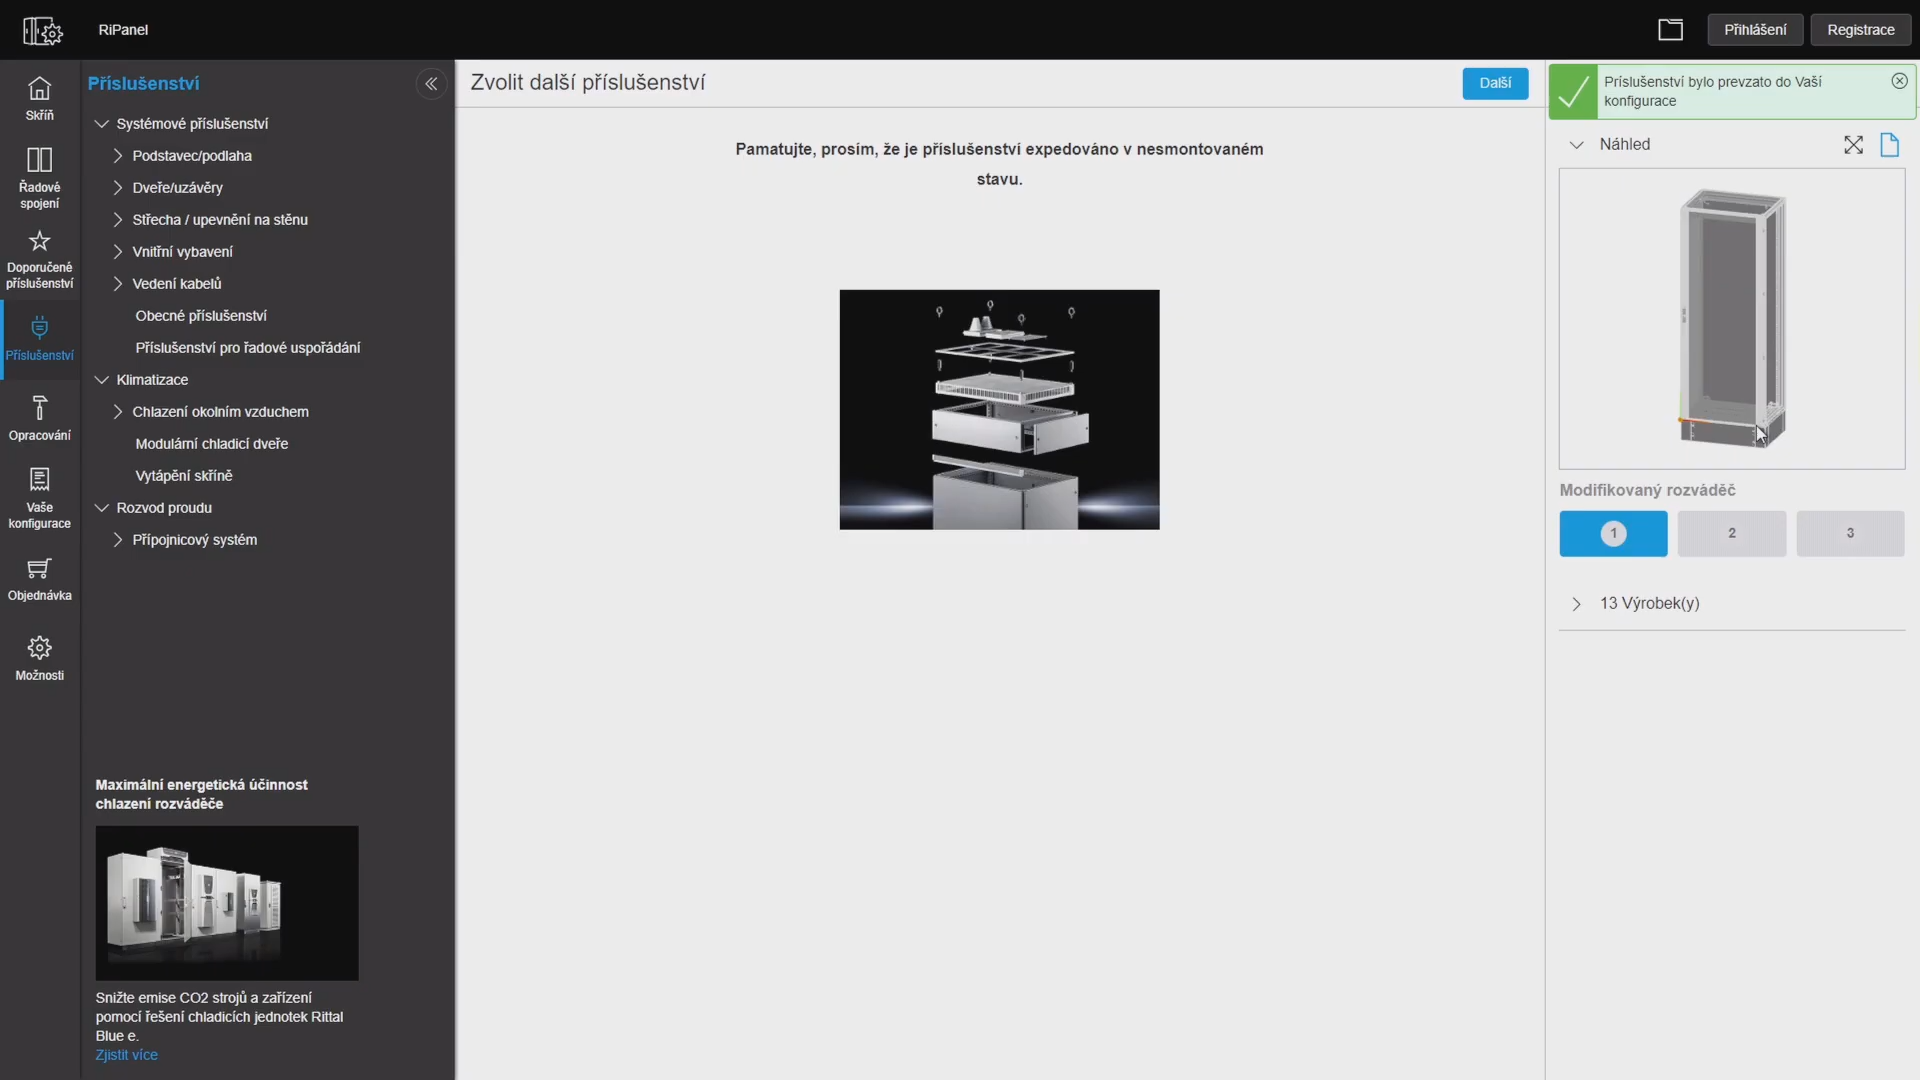 RiPanel
Přihlášení
Registrace
Skříň
Řadové
spojení
Doporučené
příslušenství
Příslušenství
Opracování
Vaše
konfigurace
Objednávka
Možnosti
Příslušenství
Systémové příslušenství
Podstavec/podlaha
Dveře/uzávěry
Střecha / upevnění na stěnu
Vnitřní vybavení
Vedení kabelů
Obecné příslušenství
Příslušenství pro řadové uspořádání
Klimatizace
Chlazení okolním vzduchem
Modulární chladicí dveře
Vytápění skříně
Rozvod proudu
Přípojnicový systém
Maximální energetická účinnost
chlazení rozváděče
Snižte emise CO2 strojů a zařízení
pomocí řešení chladicích jednotek Rittal
Blue e.
Zjistit více
Zvolit další příslušenství
Další
Pamatujte, prosím, že je příslušenství expedováno v nesmontovaném
stavu.
Príslušenství bylo prevzato do Vaší
konfigurace
Náhled
Modifikovaný rozváděč
1
2
3
13 Výrobek(y)